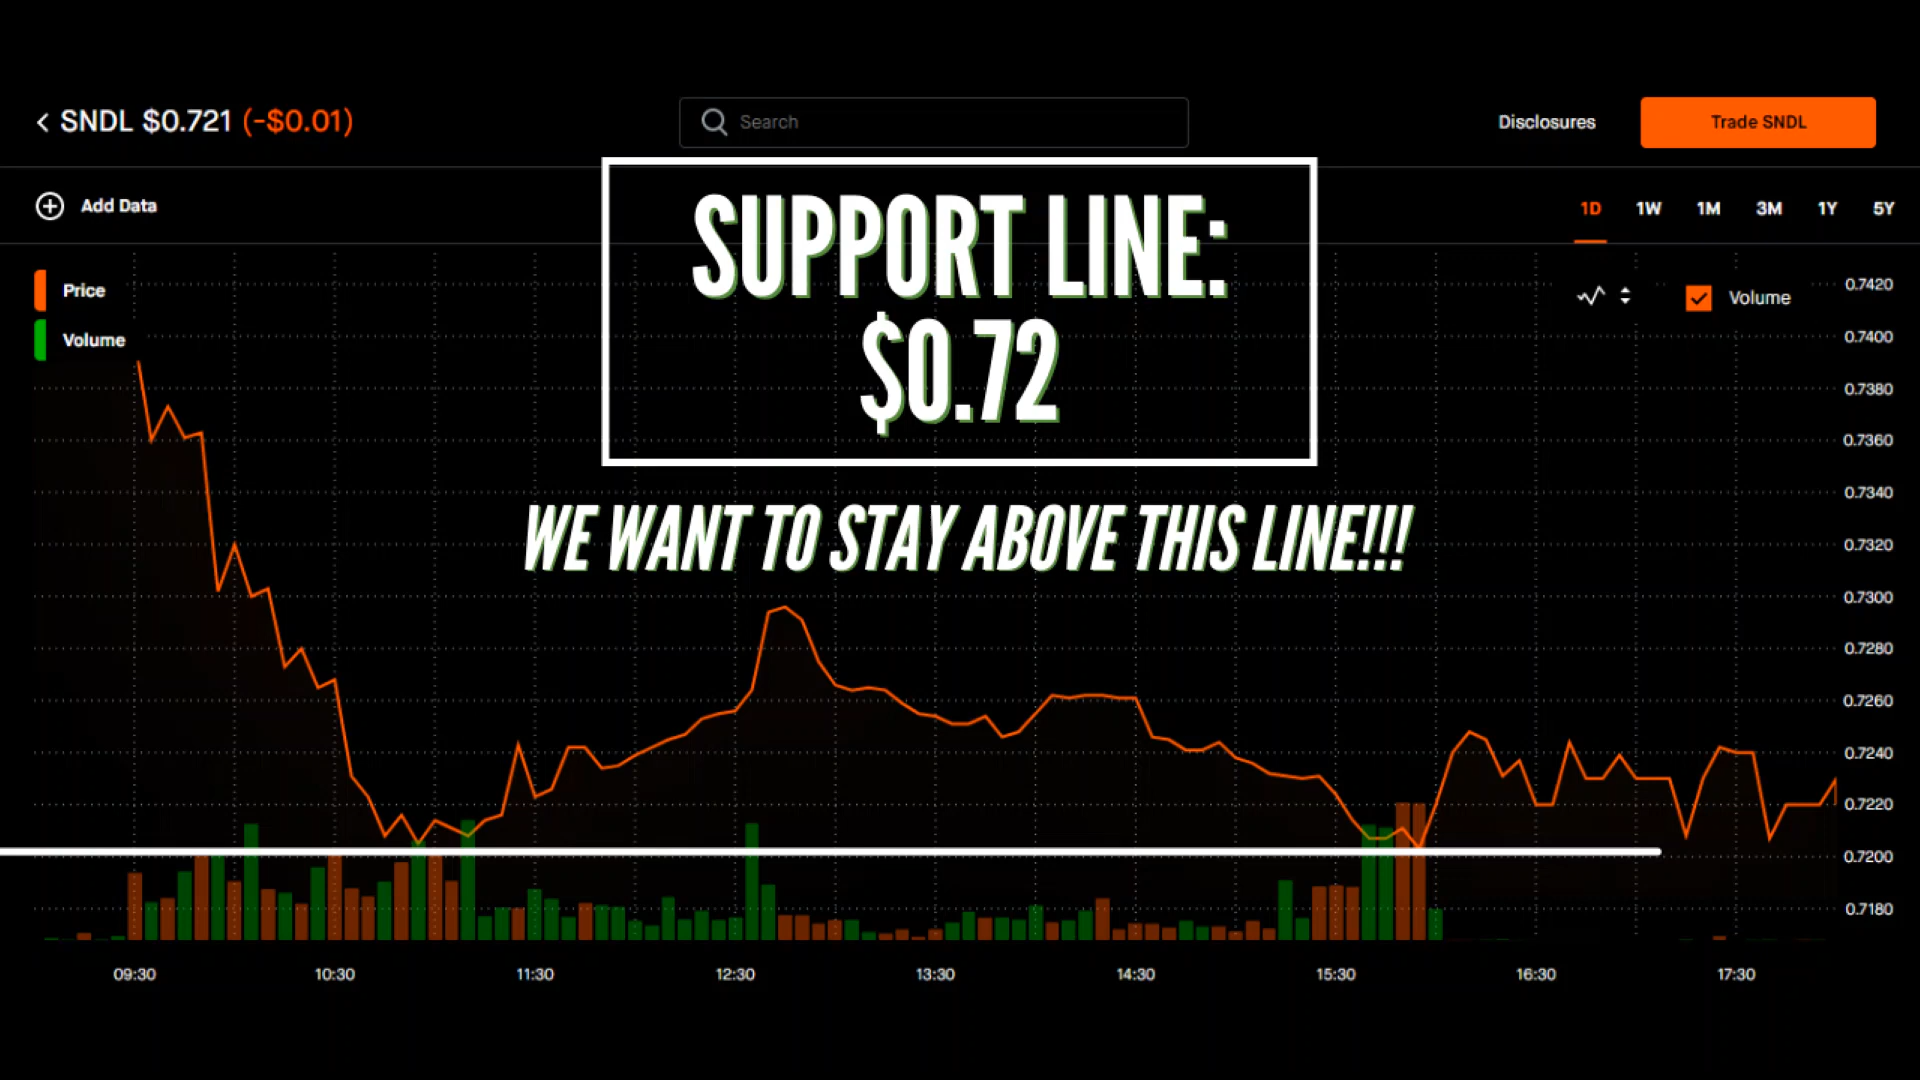 SNDL $0.721 (-$0.01)
Search
Disclosures
Trade SNDL
Add Data
1D 1W 1M 3M 1Y 5Y
SUPPORT LINE:
$0.72
WE WANT TO STAY ABOVE THIS LINE!!!
Price
Volume
Volume
0.7420
0.7400
0.7380
0.7360
0.7340
0.7320
0.7300
0.7280
0.7260
0.7240
0.7220
0.7200
0.7180
09:30 10:30 11:30 12:30 13:30 14:30 15:30 16:30 17:30